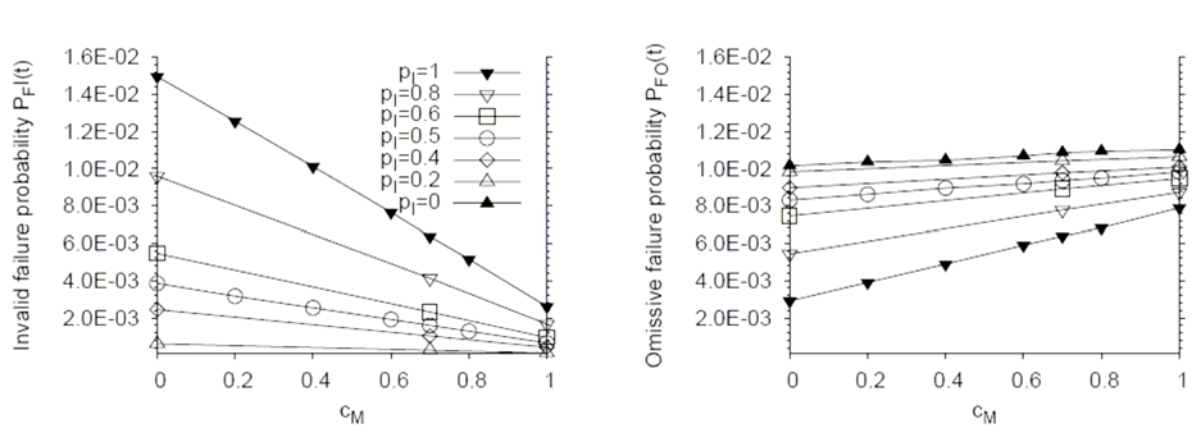 Invalid failure probability P_FI(t)
1.6E-02
1.4E-02
1.2E-02
1.0E-02
8.0E-03
6.0E-03
4.0E-03
2.0E-03
p_I=1
p_I=0.8
p_I=0.6
p_I=0.5
p_I=0.4
p_I=0.2
p_I=0
0 0.2 0.4 0.6 0.8 1
c_M
Omissive failure probability P_FO(t)
1.6E-02
1.4E-02
1.2E-02
1.0E-02
8.0E-03
6.0E-03
4.0E-03
2.0E-03
0 0.2 0.4 0.6 0.8 1
c_M